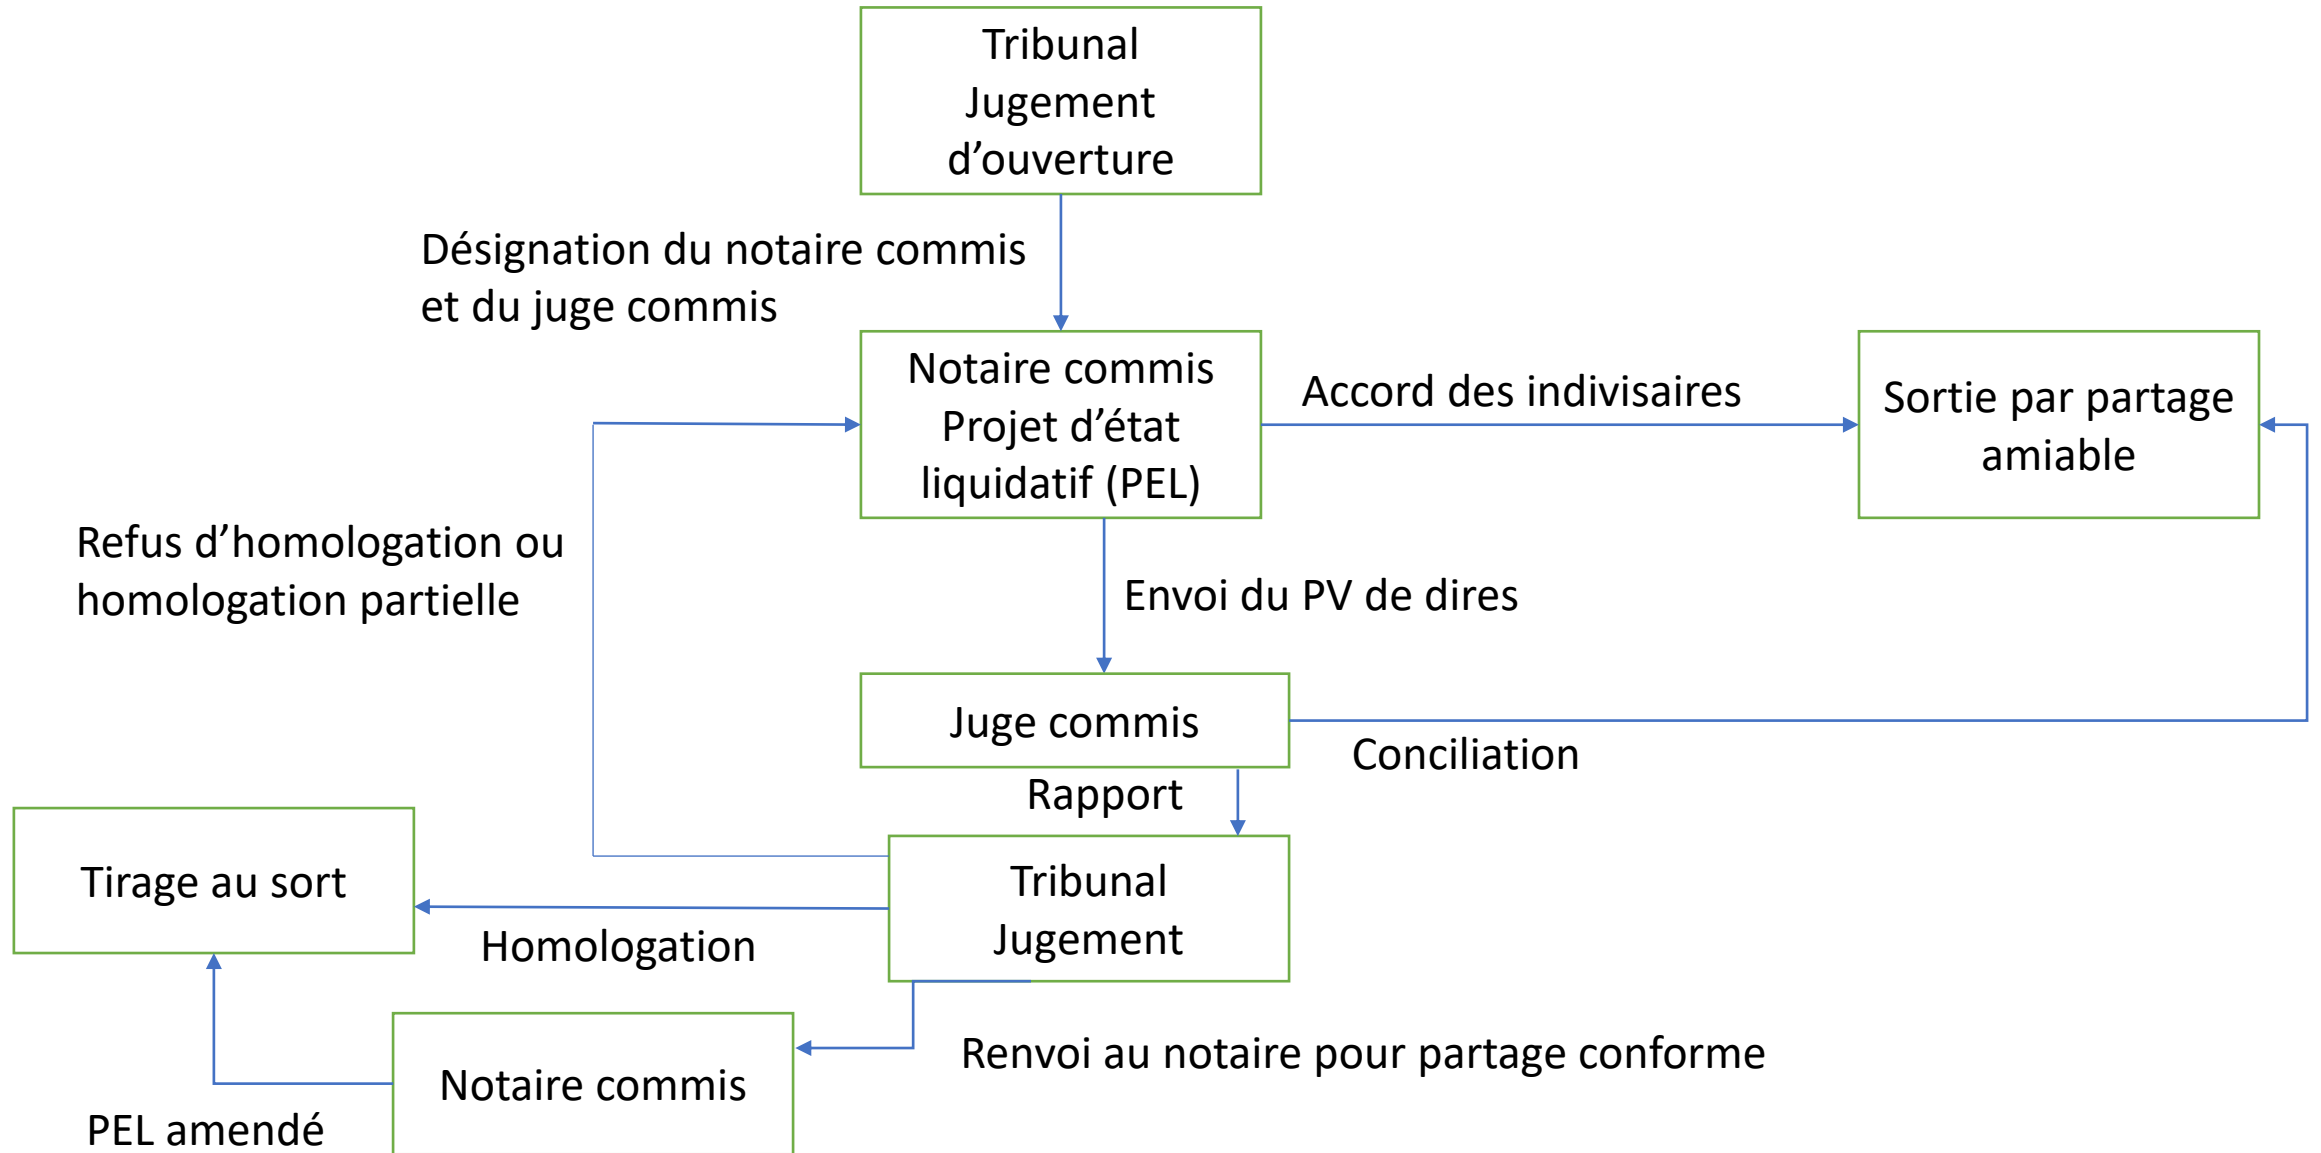 Tribunal
Jugement
d’ouverture
Désignation du notaire commis
et du juge commis
Notaire commis
Projet d’état
liquidatif (PEL)
Accord des indivisaires
Sortie par partage
amiable
Refus d’homologation ou
homologation partielle
Envoi du PV de dires
Juge commis
Conciliation
Rapport
Tirage au sort
Tribunal
Jugement
Homologation
Renvoi au notaire pour partage conforme
Notaire commis
PEL amendé